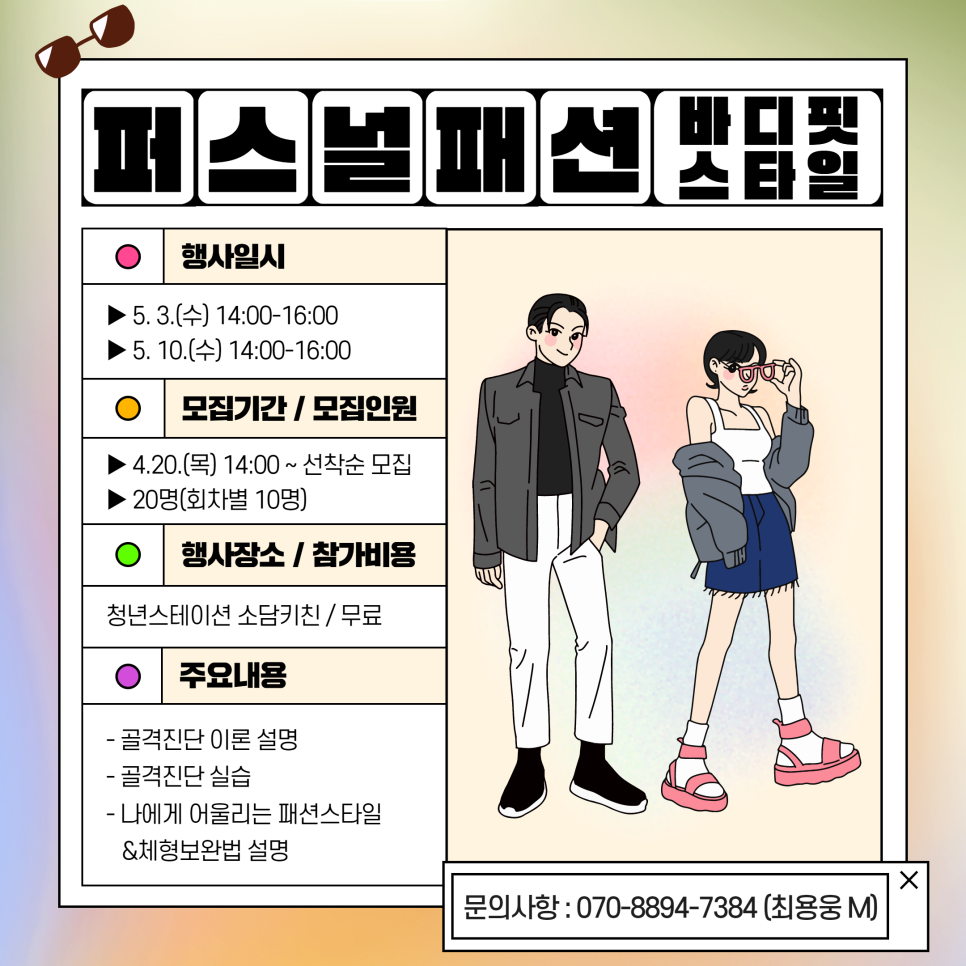 퍼스널패션 바디핏
스타일
행사일시
▶ 5. 3.(수) 14:00-16:00
▶ 5. 10.(수) 14:00-16:00
모집기간 / 모집인원
▶ 4.20.(목) 14:00 ~ 선착순 모집
▶ 20명(회차별 10명)
행사장소 / 참가비용
청년스테이션 소담키친 / 무료
주요내용
- 골격진단 이론 설명
- 골격진단 실습
- 나에게 어울리는 패션스타일
&체형보완법 설명
문의사항 : 070-8894-7384 (최용웅 M)